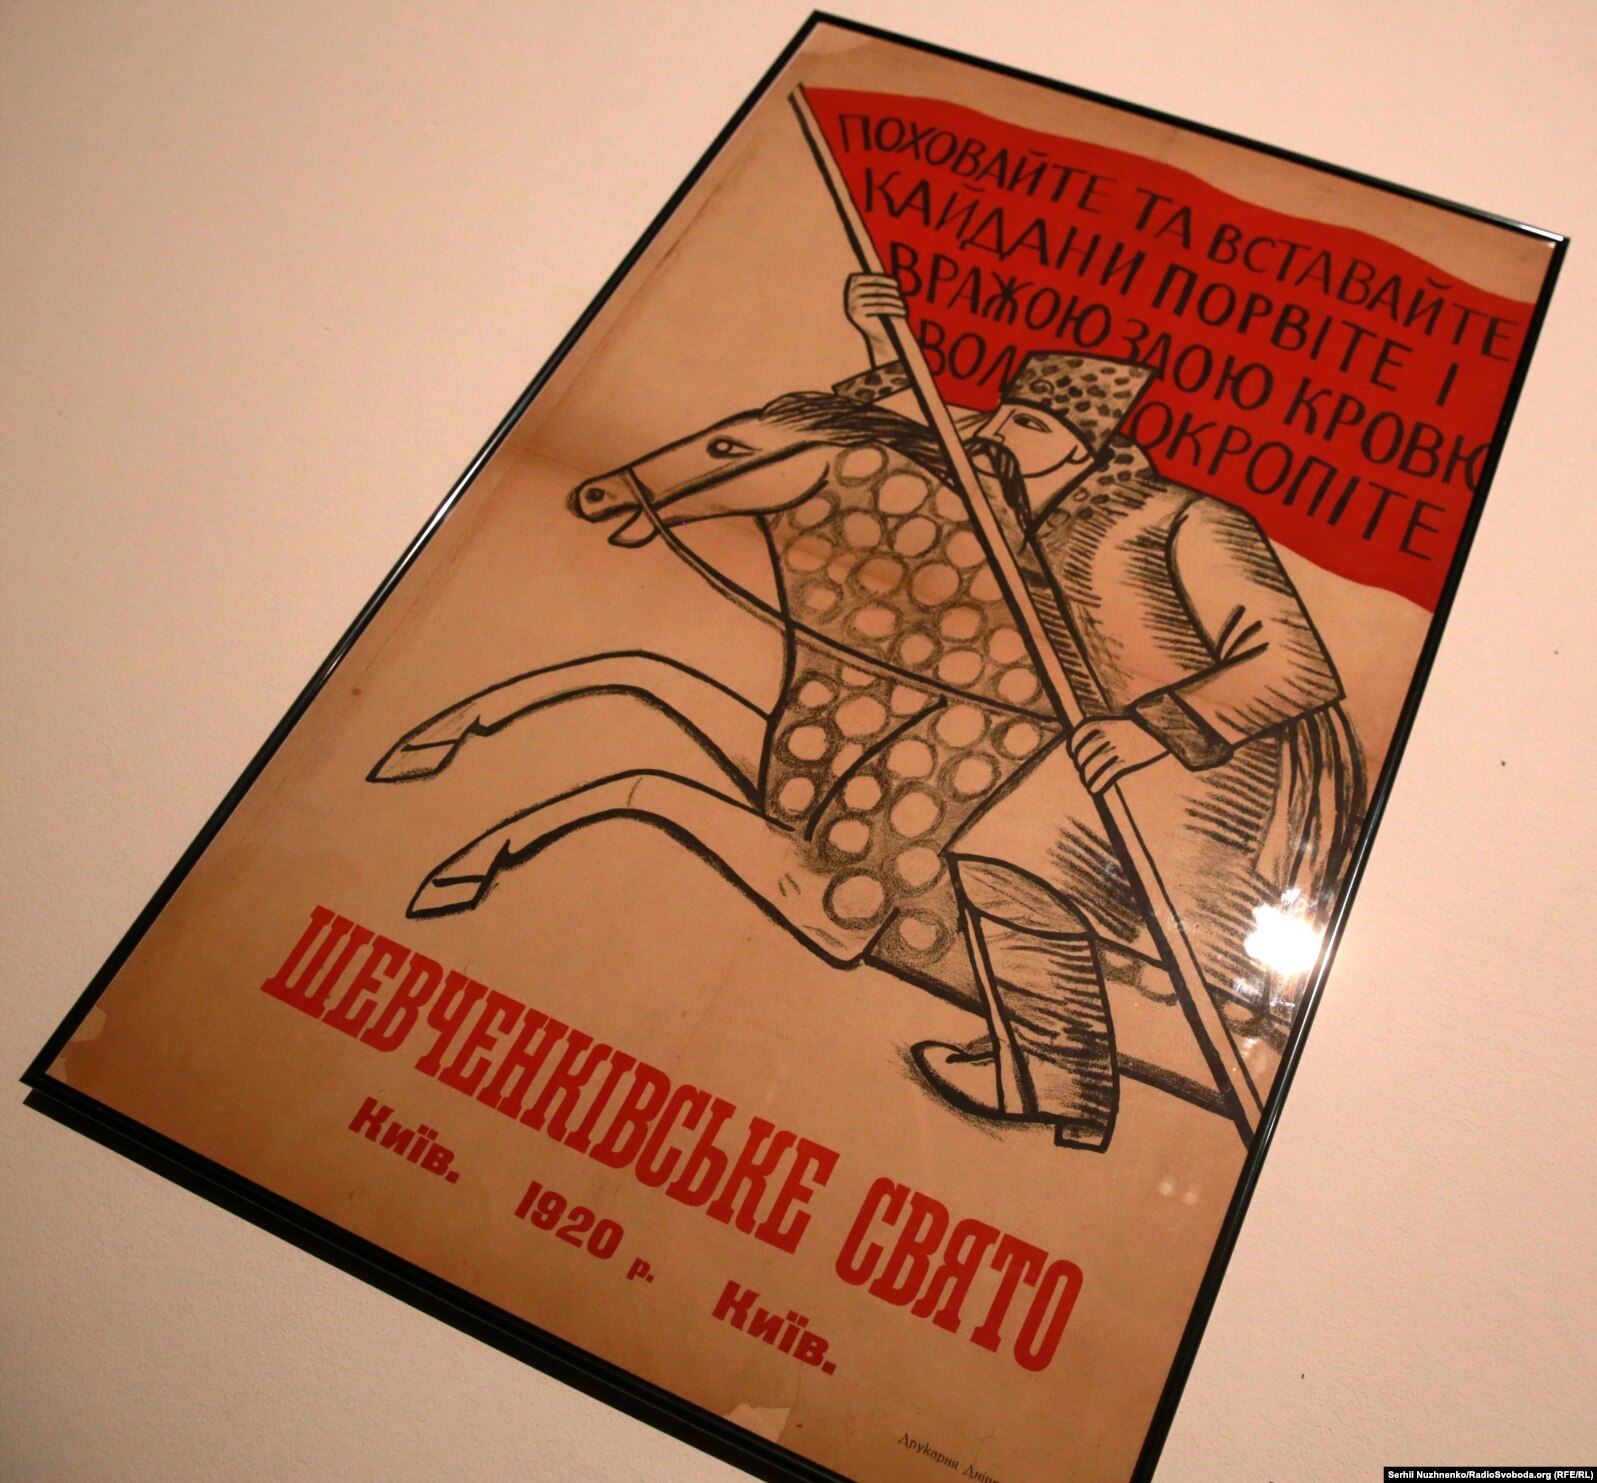 ПОХОВАЙТЕ ТА ВСТАВАЙТЕ
КАЙДАНИ ПОРВІТЕ І
ВРАЖОЮ ЗЛОЮ КРОВЮ
ВОЛ ОКРОПІТЕ
ШЕВЧЕНКІВСЬКЕ СВЯТО
Київ. 1920 р. Київ.
Друкарня
Serhii Nuzhnenko/RadioSvoboda.org (RFE/RL)